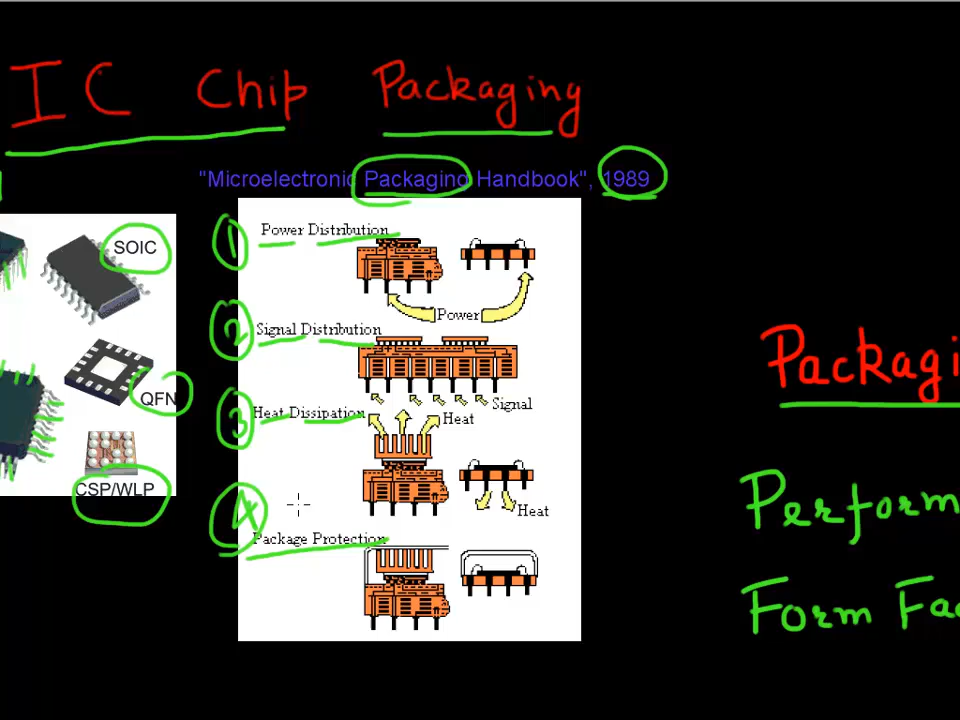 IC Chip Packaging
"Microelectronic Packaging Handbook", 1989
SOIC
QFN
CSP/WLP
1
Power Distribution
Power
2
Signal Distribution
Signal
3
Heat Dissipation
Heat
Heat
4
Package Protection
Packagi
Perform
Form Fac